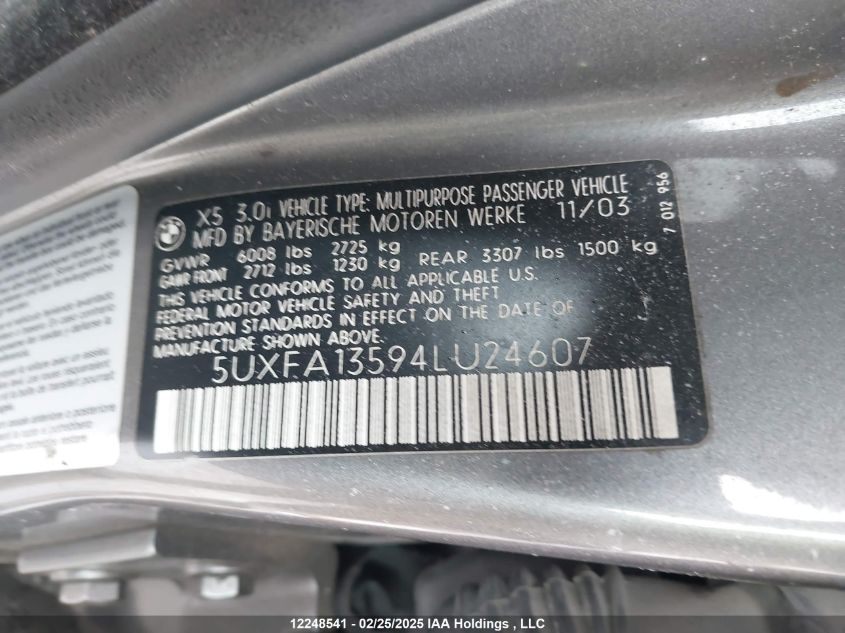 BMW
X5 3.0i VEHICLE TYPE: MULTIPURPOSE PASSENGER VEHICLE
MFD BY BAYERISCHE MOTOREN WERKE 11/03
GVWR 6008 lbs 2725 kg
GAWR FRONT 2712 lbs 1230 kg REAR 3307 lbs 1500 kg
THIS VEHICLE CONFORMS TO ALL APPLICABLE U.S.
FEDERAL MOTOR VEHICLE SAFETY AND THEFT
PREVENTION STANDARDS IN EFFECT ON THE DATE OF
MANUFACTURE SHOWN ABOVE.
5UXFA13594LU24607
7 012 956
12248541 - 02/25/2025 IAA Holdings , LLC